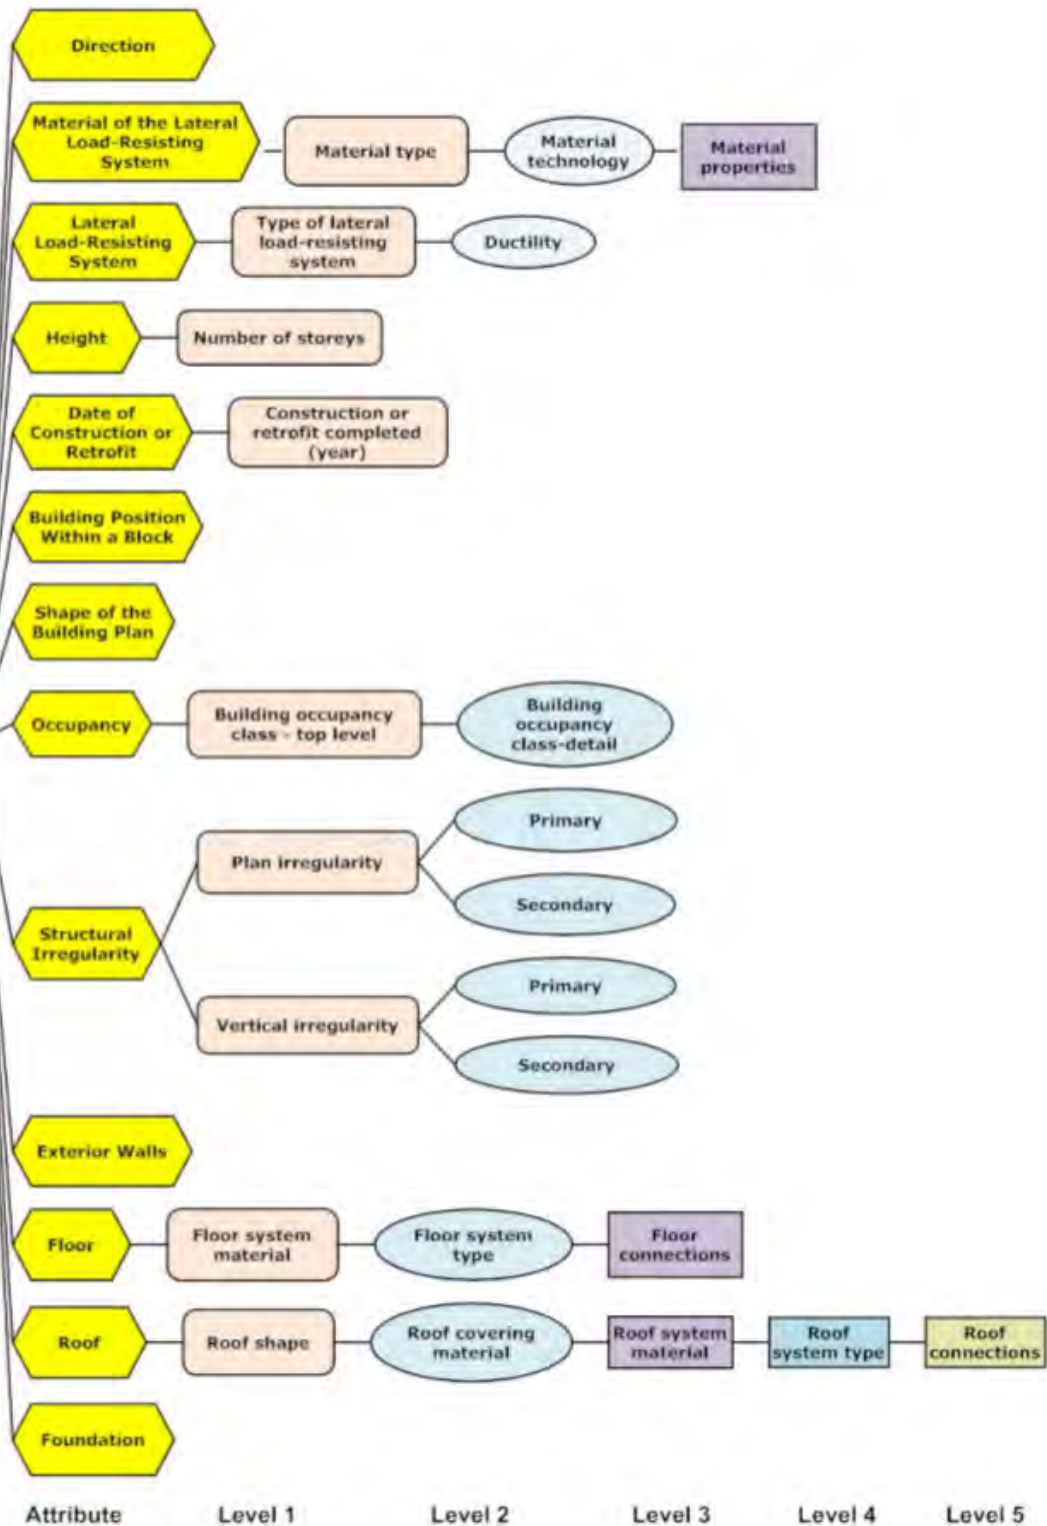 Direction
Material of the Lateral
Load-Resisting
System
Material type
Material
technology
Material
properties
Lateral
Load-Resisting
System
Type of lateral
load-resisting
system
Ductility
Height
Number of storeys
Date of
Construction or
Retrofit
Construction or
retrofit completed
(year)
Building Position
Within a Block
Shape of the
Building Plan
Occupancy
Building occupancy
class - top level
Building
occupancy
class-detail
Structural
Irregularity
Plan irregularity
Primary
Secondary
Vertical irregularity
Primary
Secondary
Exterior Walls
Floor
Floor system
material
Floor system
type
Floor
connections
Roof
Roof shape
Roof covering
material
Roof system
material
Roof
system type
Roof
connections
Foundation
Attribute Level 1 Level 2 Level 3 Level 4 Level 5